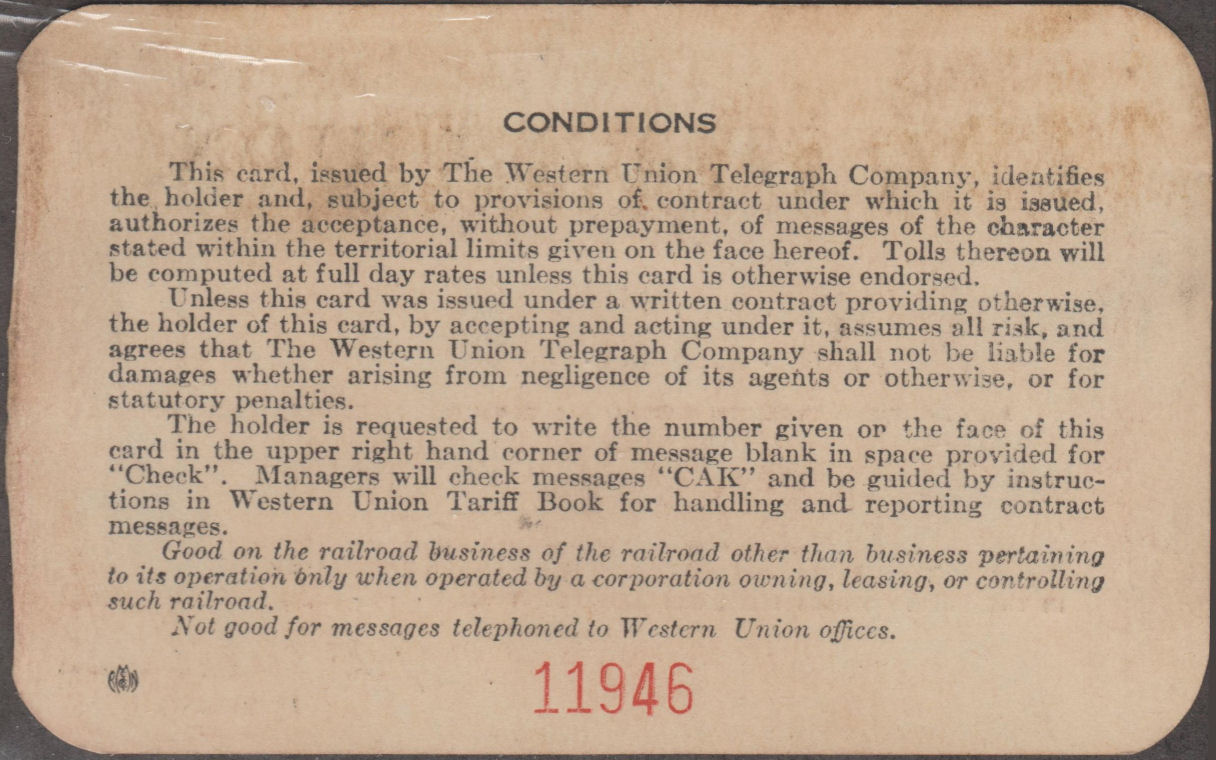 CONDITIONS
This card, issued by The Western Union Telegraph Company, identifies
the holder and, subject to provisions of contract under which it is issued,
authorizes the acceptance, without prepayment, of messages of the character
stated within the territorial limits given on the face hereof. Tolls thereon will
be computed at full day rates unless this card is otherwise endorsed.
Unless this card was issued under a written contract providing otherwise,
the holder of this card, by accepting and acting under it, assumes all risk, and
agrees that The Western Union Telegraph Company shall not be liable for
damages whether arising from negligence of its agents or otherwise, or for
statutory penalties.
The holder is requested to write the number given on the face of this
card in the upper right hand corner of message blank in space provided for
"Check". Managers will check messages "CAK" and be guided by instruc-
tions in Western Union Tariff Book for handling and reporting contract
messages.
Good on the railroad business of the railroad other than business pertaining
to its operation only when operated by a corporation owning, leasing, or controlling
such railroad.
Not good for messages telephoned to Western Union offices.
11946